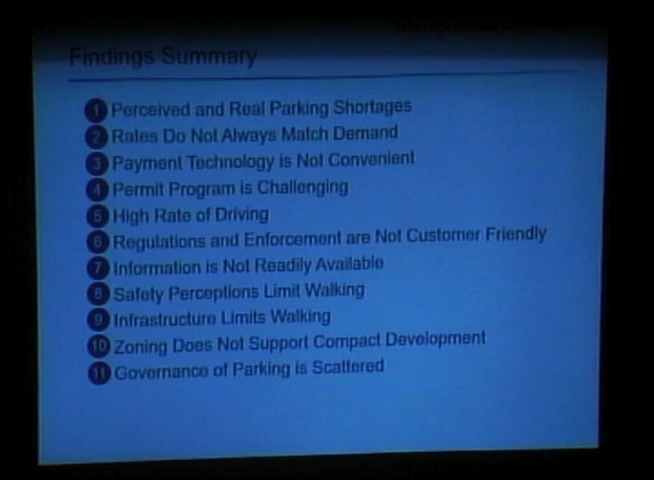 Findings Summary
1 Perceived and Real Parking Shortages
2 Rates Do Not Always Match Demand
3 Payment Technology is Not Convenient
4 Permit Program is Challenging
5 High Rate of Driving
6 Regulations and Enforcement are Not Customer Friendly
7 Information is Not Readily Available
8 Safety Perceptions Limit Walking
9 Infrastructure Limits Walking
10 Zoning Does Not Support Compact Development
11 Governance of Parking is Scattered